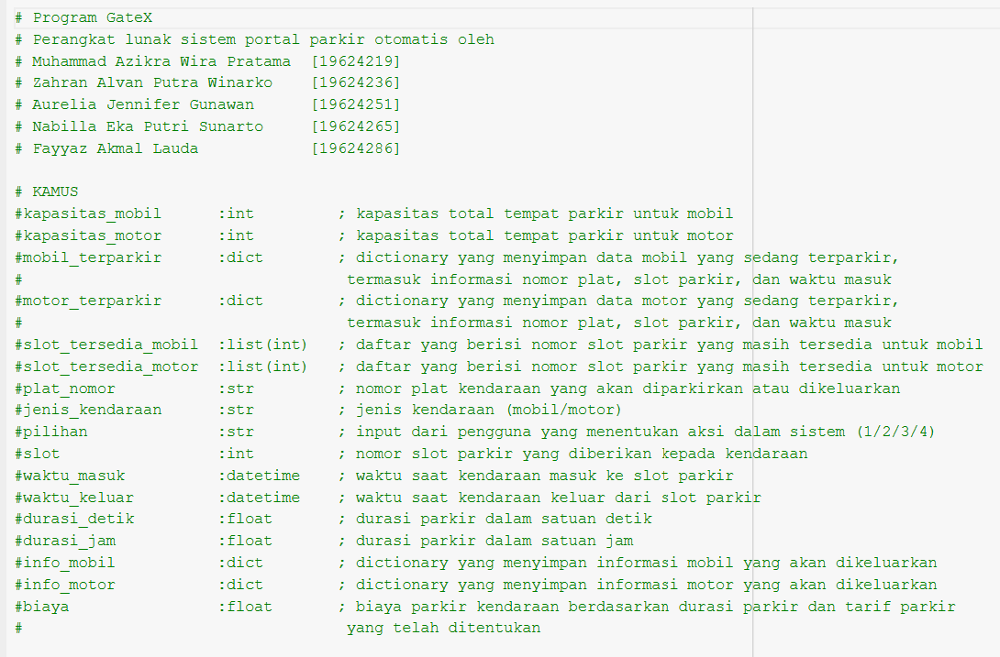 # Program GateX
# Perangkat lunak sistem portal parkir otomatis oleh
# Muhammad Azikra Wira Pratama  [19624219]
# Zahran Alvan Putra Winarko    [19624236]
# Aurelia Jennifer Gunawan      [19624251]
# Nabilla Eka Putri Sunarto     [19624265]
# Fayyaz Akmal Lauda            [19624286]

# KAMUS
#kapasitas_mobil      :int         ; kapasitas total tempat parkir untuk mobil
#kapasitas_motor      :int         ; kapasitas total tempat parkir untuk motor
#mobil_terparkir      :dict        ; dictionary yang menyimpan data mobil yang sedang terparkir,
#                                   termasuk informasi nomor plat, slot parkir, dan waktu masuk
#motor_terparkir      :dict        ; dictionary yang menyimpan data motor yang sedang terparkir,
#                                   termasuk informasi nomor plat, slot parkir, dan waktu masuk
#slot_tersedia_mobil  :list(int)   ; daftar yang berisi nomor slot parkir yang masih tersedia untuk mobil
#slot_tersedia_motor  :list(int)   ; daftar yang berisi nomor slot parkir yang masih tersedia untuk motor
#plat_nomor           :str         ; nomor plat kendaraan yang akan diparkirkan atau dikeluarkan
#jenis_kendaraan      :str         ; jenis kendaraan (mobil/motor)
#pilihan              :str         ; input dari pengguna yang menentukan aksi dalam sistem (1/2/3/4)
#slot                 :int         ; nomor slot parkir yang diberikan kepada kendaraan
#waktu_masuk          :datetime    ; waktu saat kendaraan masuk ke slot parkir
#waktu_keluar         :datetime    ; waktu saat kendaraan keluar dari slot parkir
#durasi_detik         :float       ; durasi parkir dalam satuan detik
#durasi_jam           :float       ; durasi parkir dalam satuan jam
#info_mobil           :dict        ; dictionary yang menyimpan informasi mobil yang akan dikeluarkan
#info_motor           :dict        ; dictionary yang menyimpan informasi motor yang akan dikeluarkan
#biaya                :float       ; biaya parkir kendaraan berdasarkan durasi parkir dan tarif parkir
#                                   yang telah ditentukan